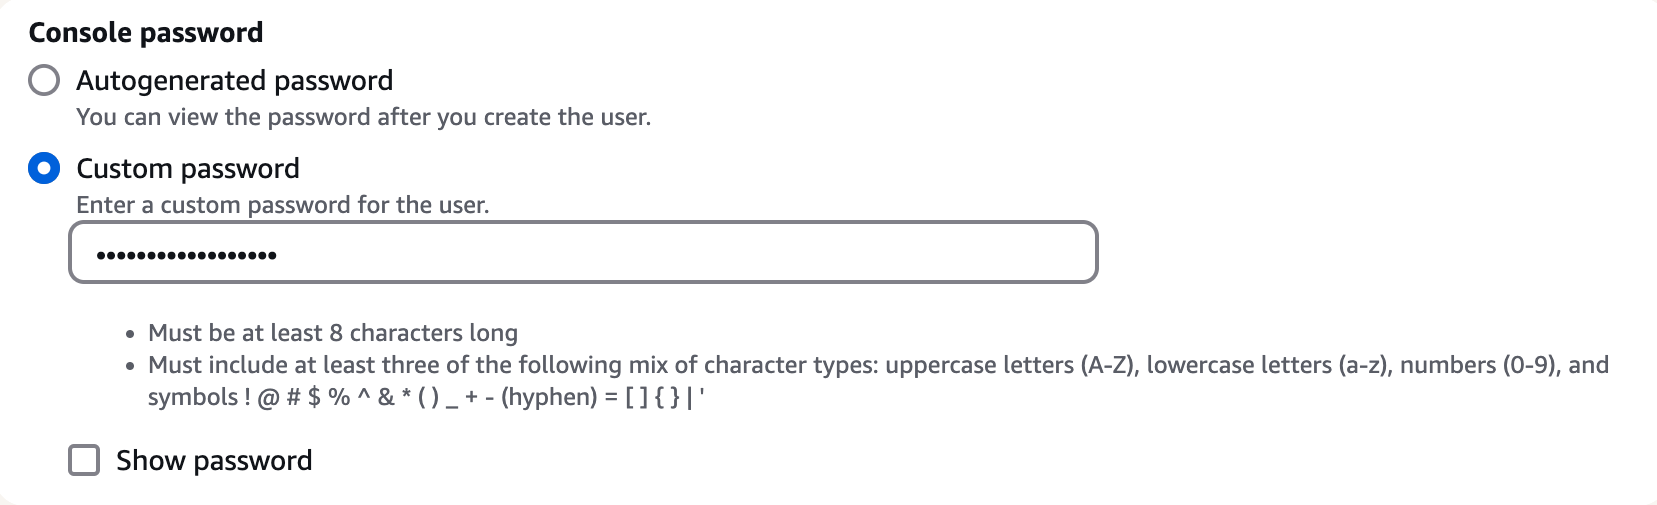 Console password
Autogenerated password
You can view the password after you create the user.
Custom password
Enter a custom password for the user.
••••••••••••••••••
• Must be at least 8 characters long
• Must include at least three of the following mix of character types: uppercase letters (A-Z), lowercase letters (a-z), numbers (0-9), and
symbols ! @ # $ % ^ & * ( ) _ + - (hyphen) = [ ] { } | '
Show password